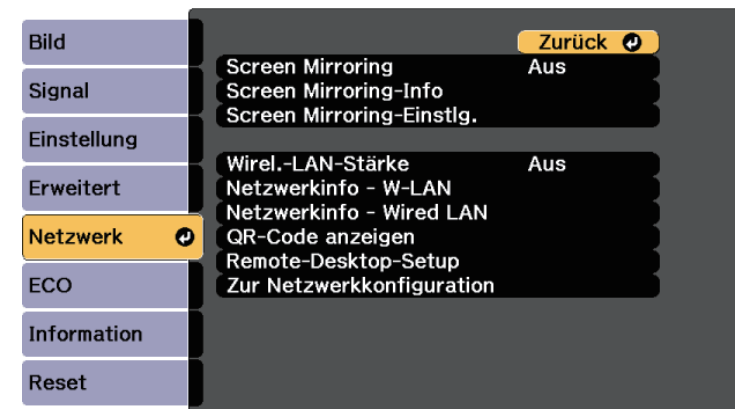 Bild
Signal
Einstellung
Erweitert
Netzwerk
ECO
Information
Reset
Zurück
Screen Mirroring Aus
Screen Mirroring-Info
Screen Mirroring-Einstlg.
Wirel.-LAN-Stärke Aus
Netzwerkinfo - W-LAN
Netzwerkinfo - Wired LAN
QR-Code anzeigen
Remote-Desktop-Setup
Zur Netzwerkkonfiguration